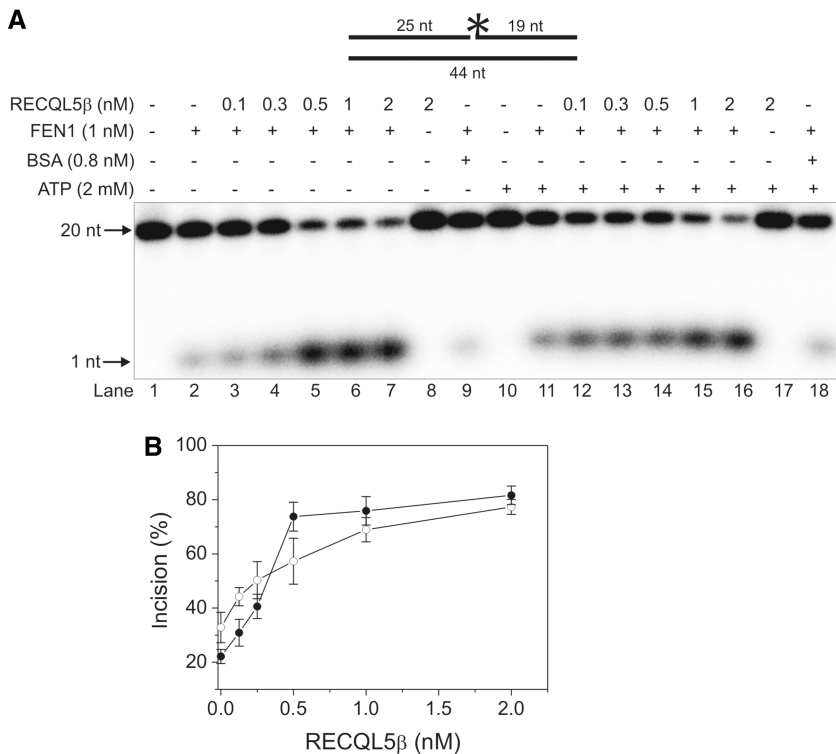 A
25 nt * 19 nt
44 nt
RECQL5β (nM) - - 0.1 0.3 0.5 1 2 2 - - - 0.1 0.3 0.5 1 2 2 -
FEN1 (1 nM) - + + + + + + - + - + + + + + + - +
BSA (0.8 nM) - - - - - - - - + - - - - - - - - +
ATP (2 mM) - - - - - - - - - + + + + + + + + +
20 nt
1 nt
Lane 1 2 3 4 5 6 7 8 9 10 11 12 13 14 15 16 17 18
B
100
80
60
40
20
Incision (%)
0.0 0.5 1.0 1.5 2.0
RECQL5β (nM)